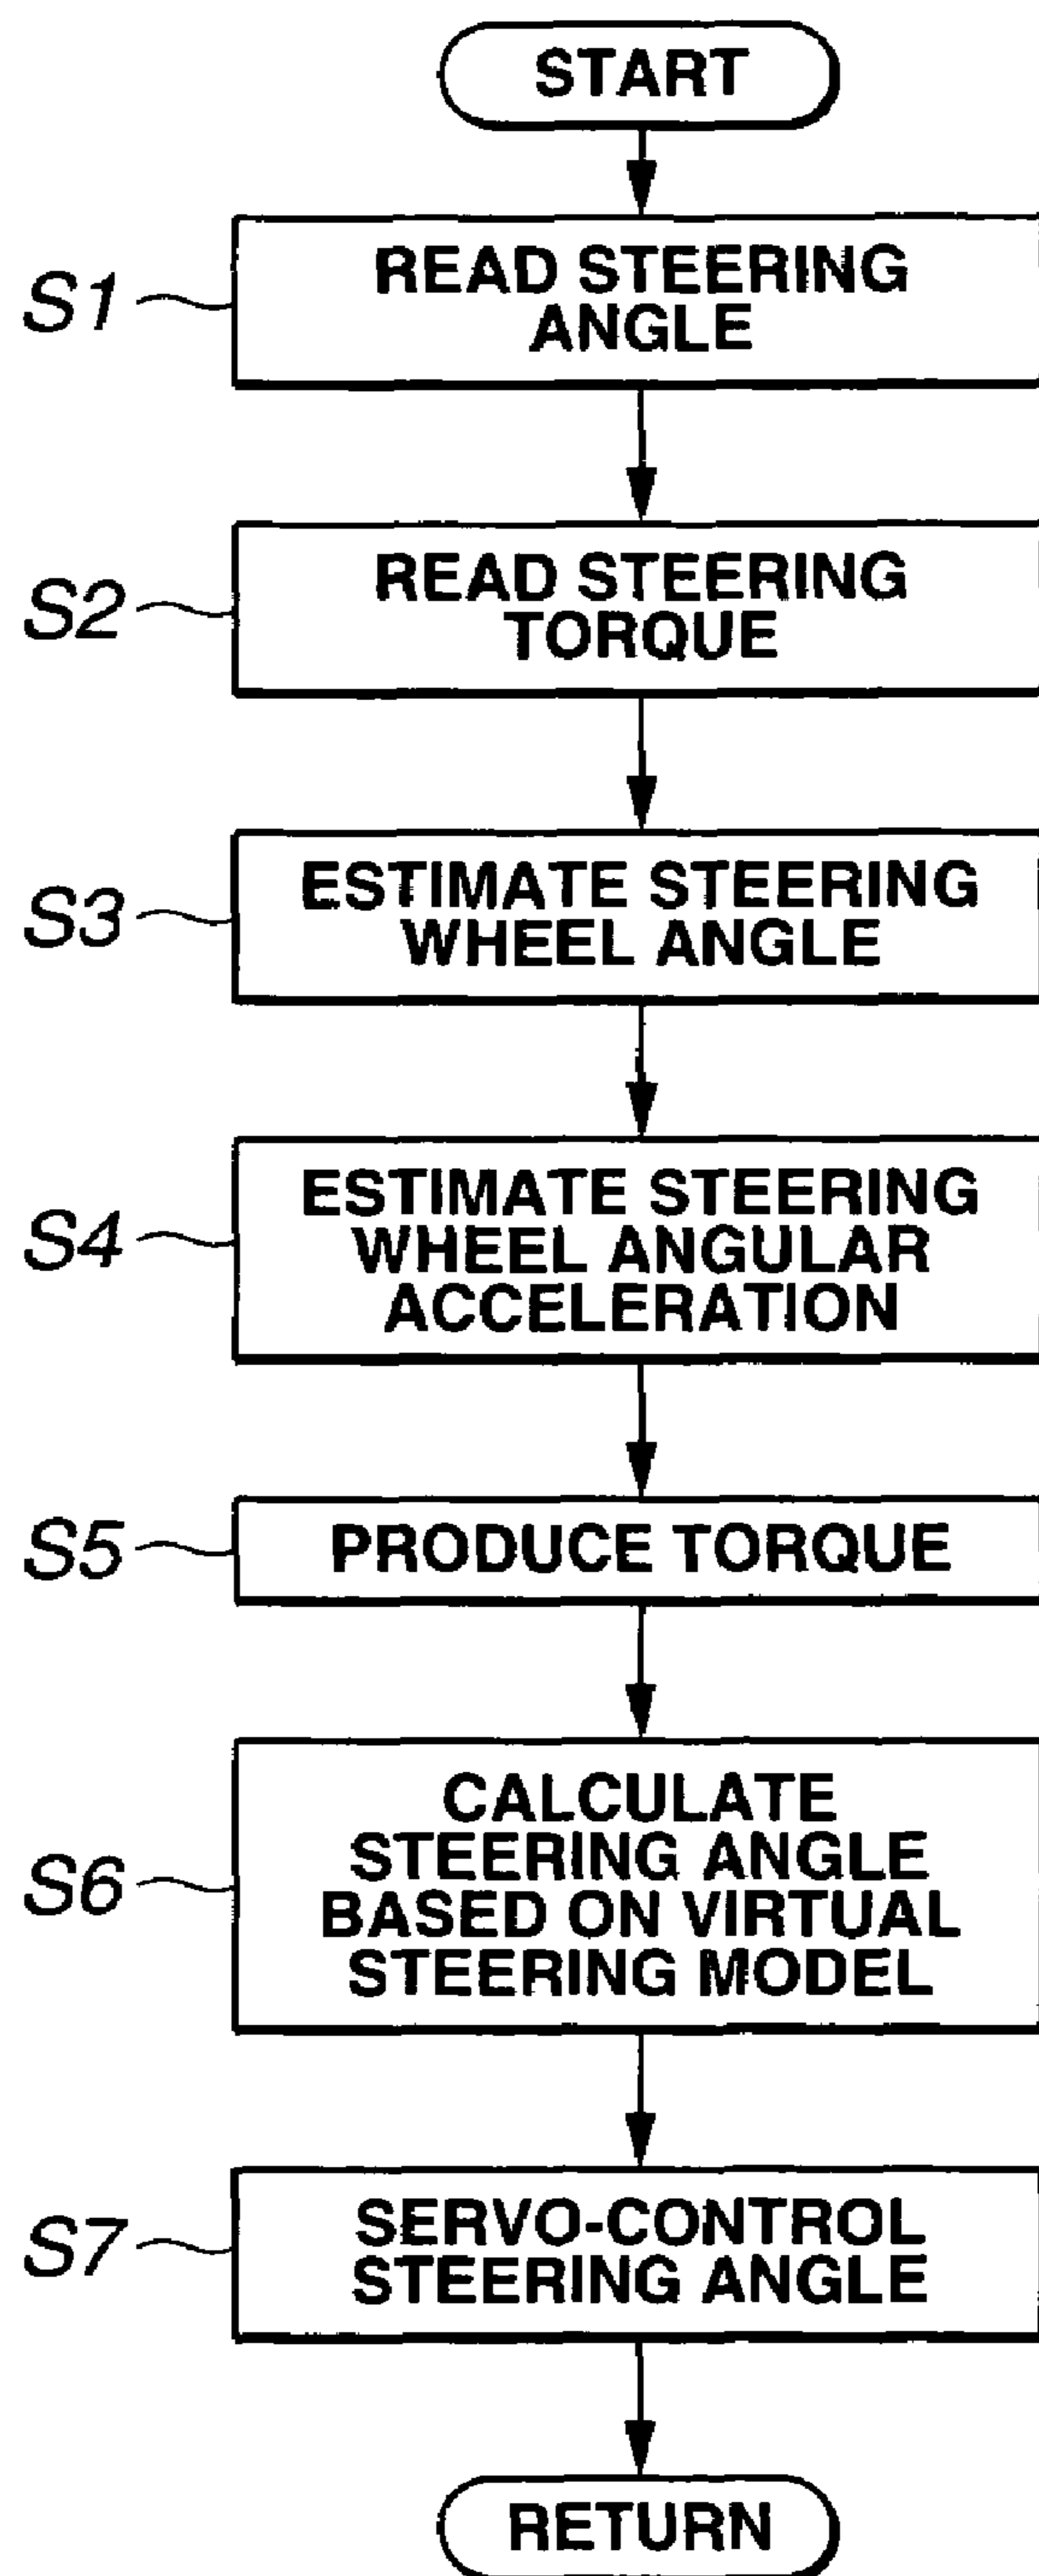 START
S1
READ STEERING
ANGLE
S2
READ STEERING
TORQUE
S3
ESTIMATE STEERING
WHEEL ANGLE
S4
ESTIMATE STEERING
WHEEL ANGULAR
ACCELERATION
S5
PRODUCE TORQUE
S6
CALCULATE
STEERING ANGLE
BASED ON VIRTUAL
STEERING MODEL
S7
SERVO-CONTROL
STEERING ANGLE
RETURN